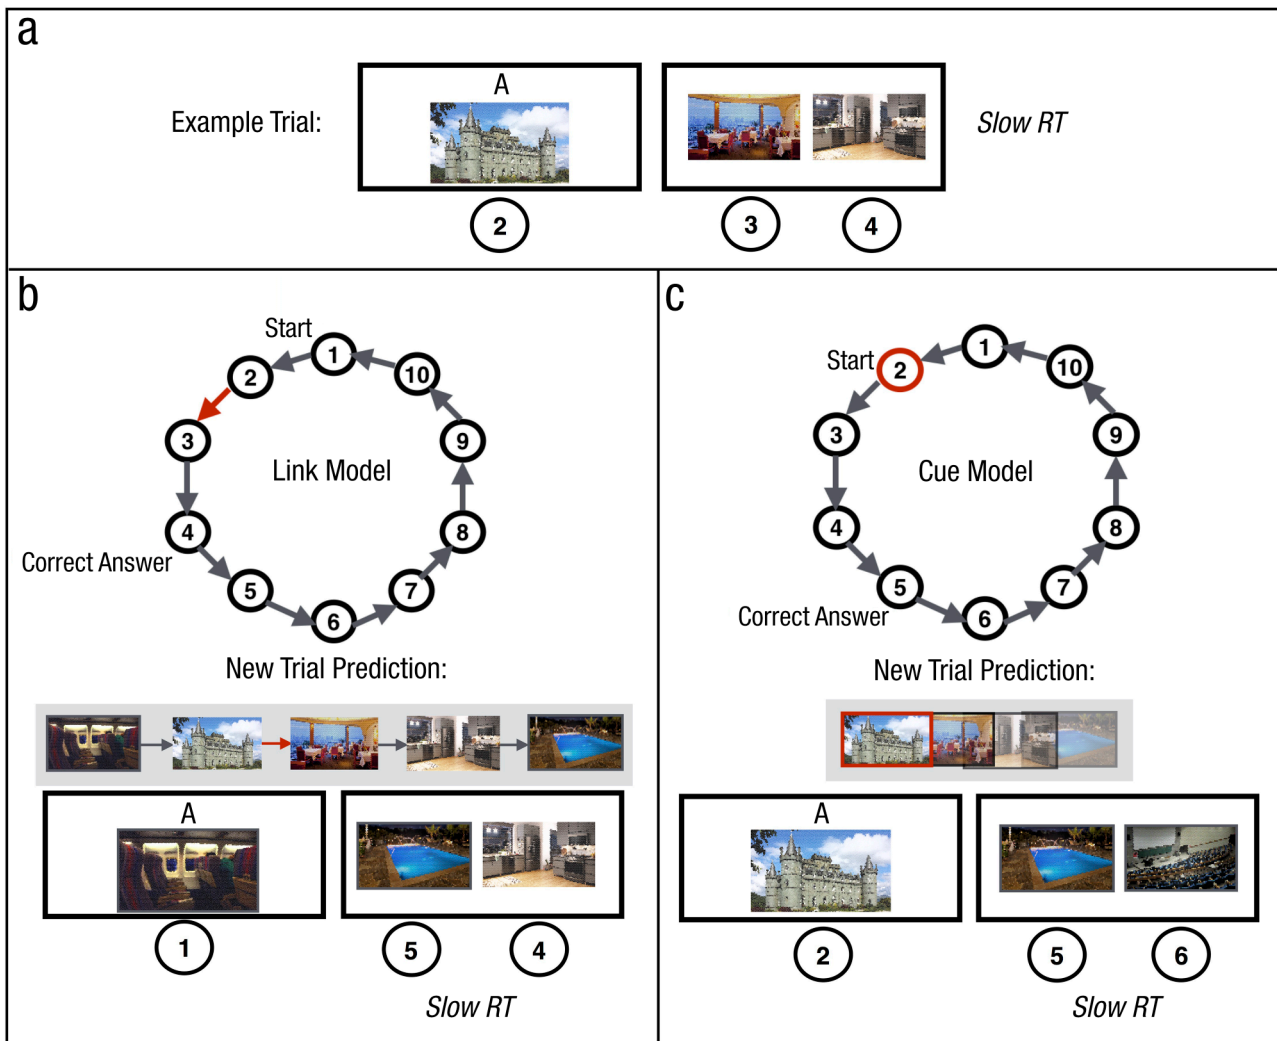 a
Example Trial:
A
Slow RT
2
3
4
b
Start
1
2
10
3
9
Link Model
4
8
Correct Answer
5
7
6
New Trial Prediction:
A
1
5
4
Slow RT
c
Start
1
2
10
3
9
Cue Model
4
8
5
7
Correct Answer
6
New Trial Prediction:
A
2
5
6
Slow RT